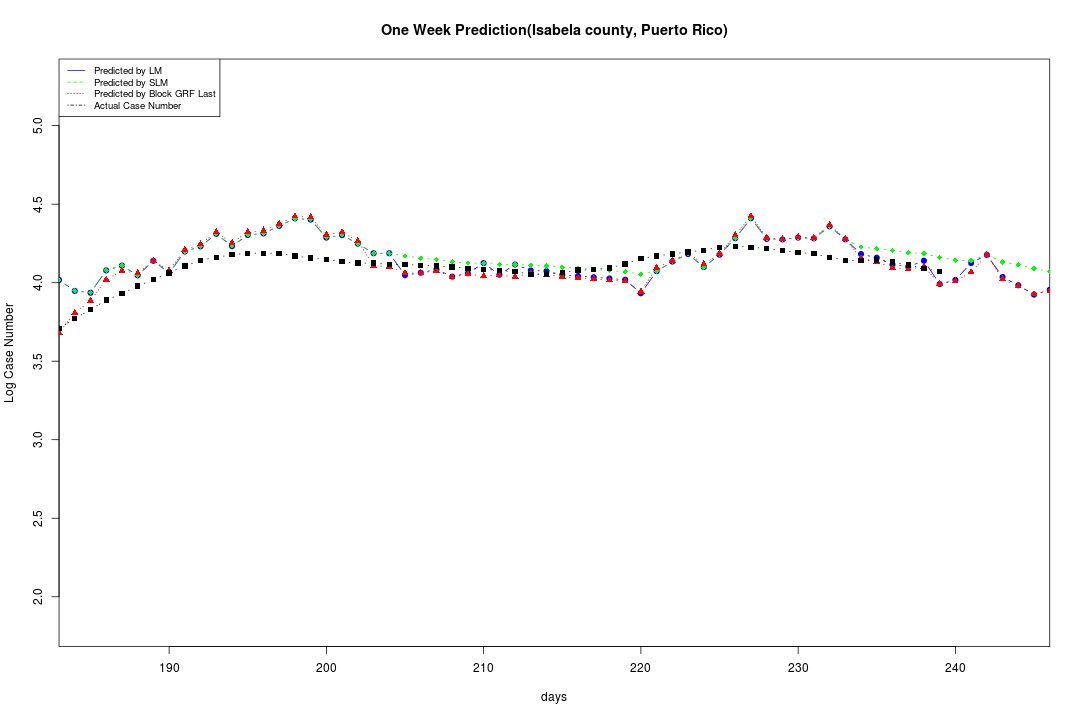 One Week Prediction(Isabela county, Puerto Rico)
Predicted by LM
Predicted by SLM
Predicted by Block GRF Last
Actual Case Number
5.0
4.5
4.0
3.5
3.0
2.5
2.0
Log Case Number
190 200 210 220 230 240
days